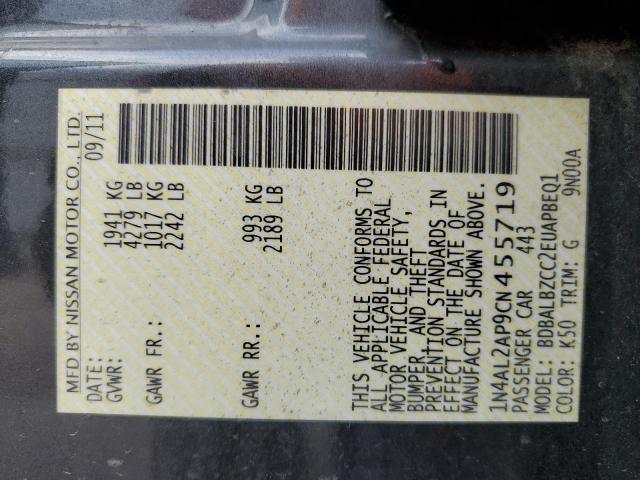 MFD BY NISSAN MOTOR CO., LTD.
DATE: 09/11
GVWR: 1941 KG
4279 LB
GAWR FR.: 1017 KG
2242 LB
GAWR RR.: 993 KG
2189 LB
THIS VEHICLE CONFORMS TO
ALL APPLICABLE FEDERAL
MOTOR VEHICLE SAFETY,
BUMPER, AND THEFT
PREVENTION STANDARDS IN
EFFECT ON THE DATE OF
MANUFACTURE SHOWN ABOVE.
1N4AL2AP9CN455719
PASSENGER CAR 443
MODEL: BDBALBZCC2EUAPBEQ1
COLOR: K50 TRIM: G 9N00A